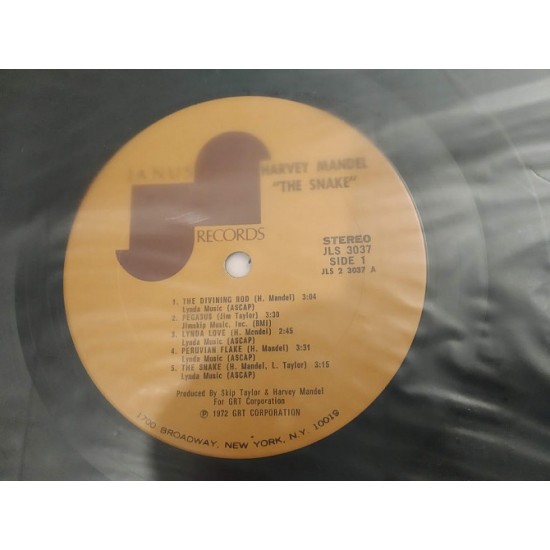 JANUS
RECORDS
HARVEY MANDEL
"THE SNAKE"
STEREO
JLS 3037
SIDE 1
JLS 2 3037 A
1. THE DIVINING ROD (H. Mandel) 3:04
Lynda Music (ASCAP)
2. PEGASUS (Jim Taylor) 3:30
Jimskip Music, Inc. (BMI)
3. LYNDA LOVE (H. Mandel) 2:45
Lynda Music (ASCAP)
4. PERUVIAN FLAKE (H. Mandel) 3:31
Lynda Music (ASCAP)
5. THE SNAKE (H. Mandel, L. Taylor) 3:15
Lynda Music (ASCAP)
Produced By Skip Taylor & Harvey Mandel
For GRT Corporation
Ⓟ 1972 GRT CORPORATION
1700 BROADWAY, NEW YORK, N.Y. 10019